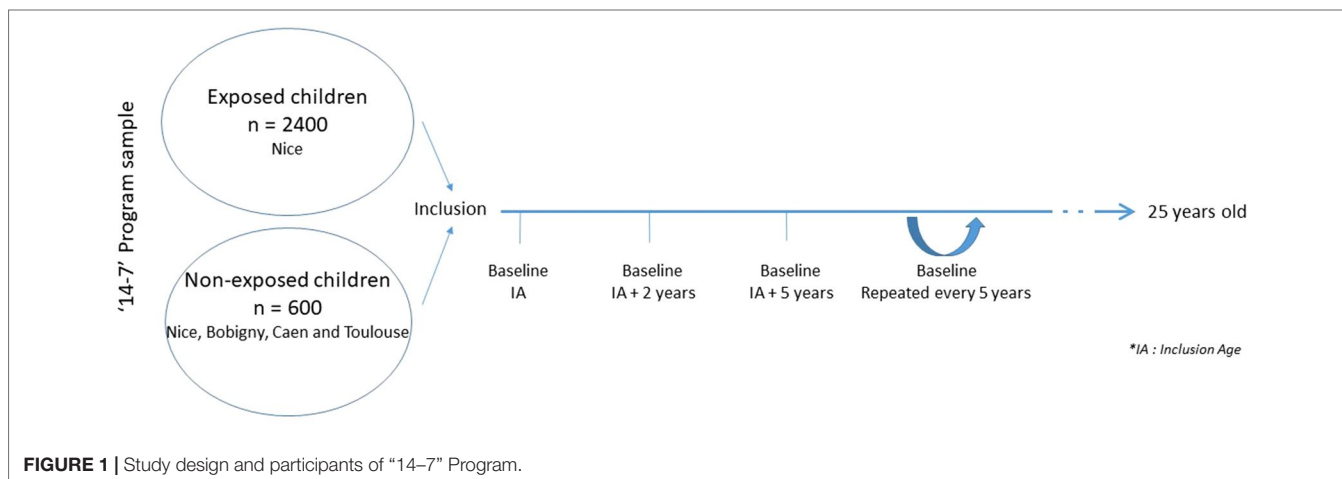 '14-7' Program sample
Exposed children
n = 2400
Nice
Non-exposed children
n = 600
Nice, Bobigny, Caen and Toulouse
Inclusion
Baseline
IA
Baseline
IA + 2 years
Baseline
IA + 5 years
Baseline
Repeated every 5 years
25 years old
*IA : Inclusion Age
FIGURE 1 | Study design and participants of “14–7” Program.